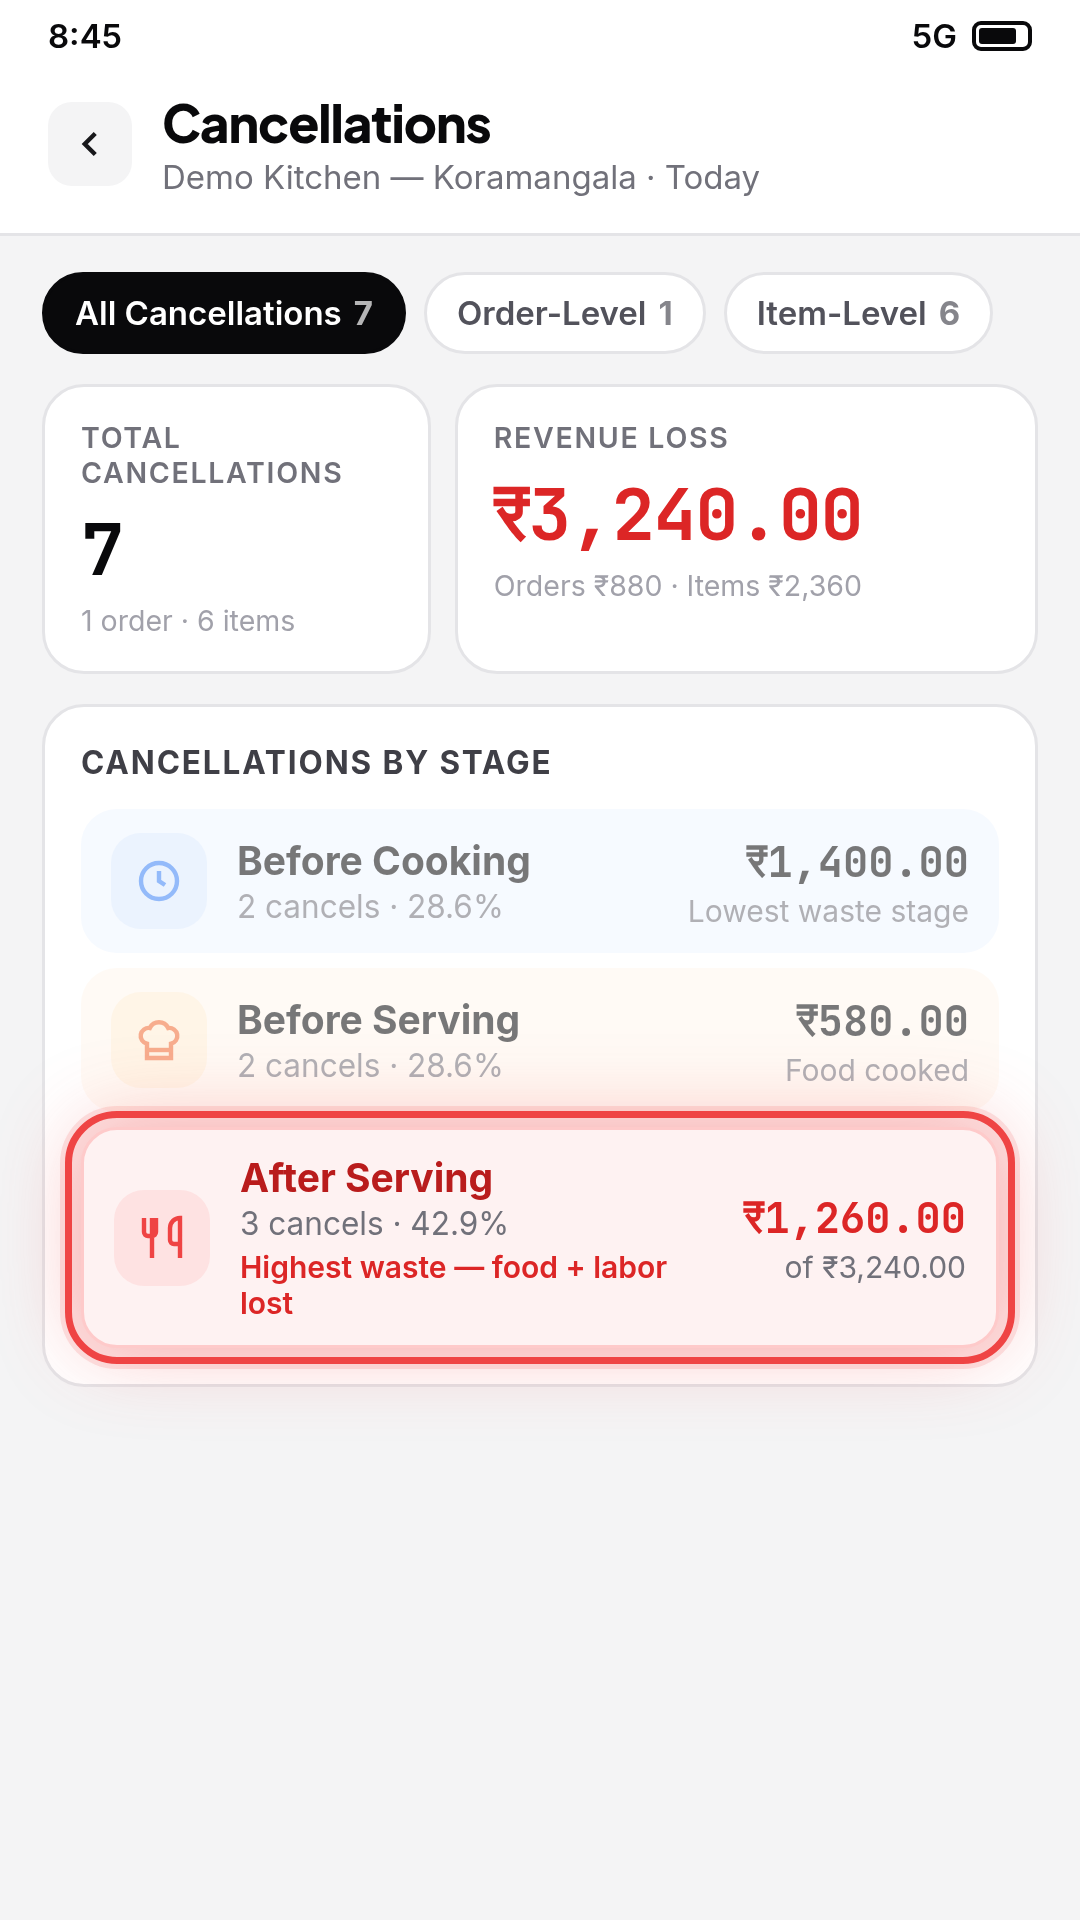 8:45
5G
Cancellations
Demo Kitchen — Koramangala · Today
All Cancellations 7
Order-Level 1
Item-Level 6
TOTAL
CANCELLATIONS
7
1 order · 6 items
REVENUE LOSS
₹3,240.00
Orders ₹880 · Items ₹2,360
CANCELLATIONS BY STAGE
Before Cooking
2 cancels · 28.6%
₹1,400.00
Lowest waste stage
Before Serving
2 cancels · 28.6%
₹580.00
Food cooked
After Serving
3 cancels · 42.9%
Highest waste — food + labor
lost
₹1,260.00
of ₹3,240.00